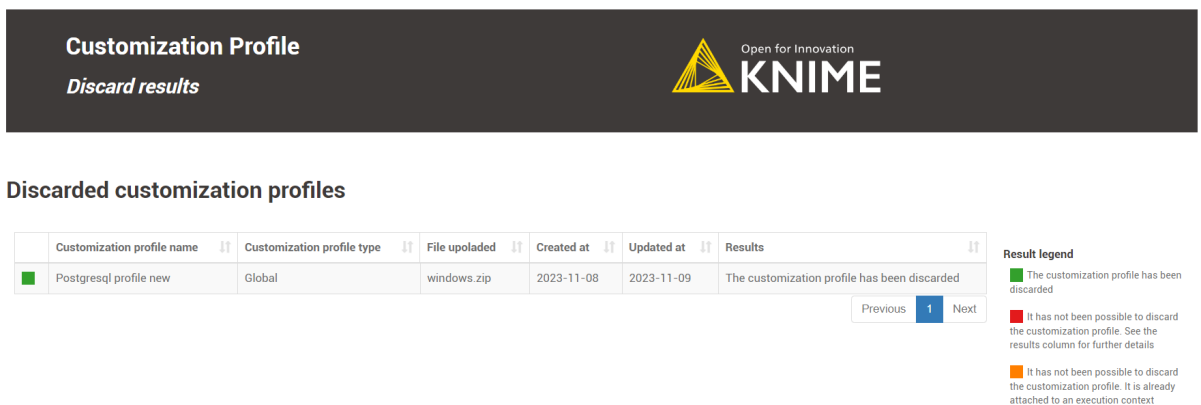 Customization Profile
Discard results
Open for Innovation
KNIME
Discarded customization profiles
Customization profile name Customization profile type File upoladed Created at Updated at Results
Postgresql profile new Global windows.zip 2023-11-08 2023-11-09 The customization profile has been discarded
Previous 1 Next
Result legend
The customization profile has been
discarded
It has not been possible to discard
the customization profile. See the
results column for further details
It has not been possible to discard
the customization profile. It is already
attached to an execution context